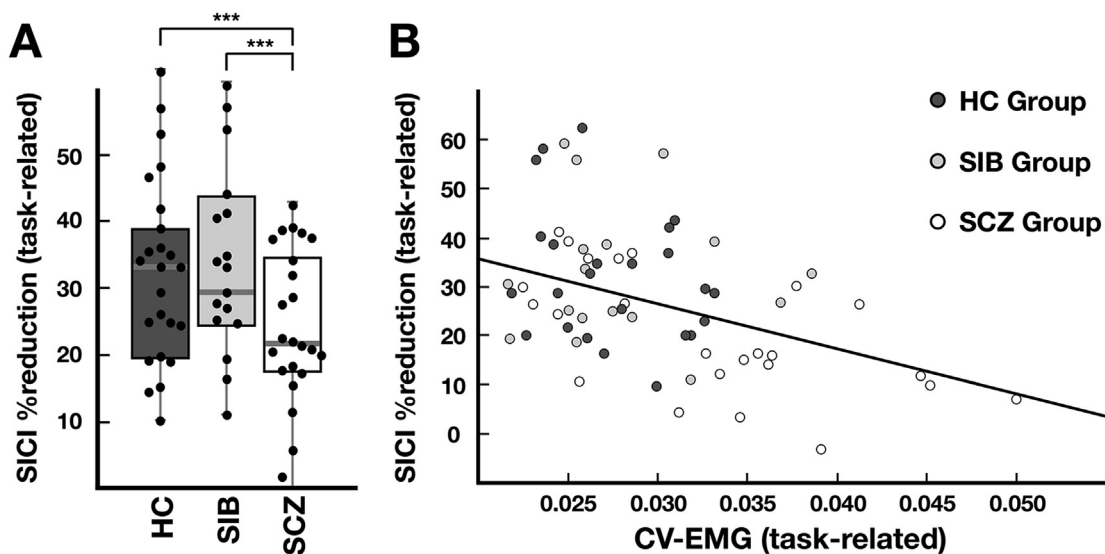 A
***
***
SICI %reduction (task-related)
50
40
30
20
10
HC
SIB
SCZ
B
HC Group
SIB Group
SCZ Group
SICI %reduction (task-related)
60
50
40
30
20
10
0
0.025
0.030
0.035
0.040
0.045
0.050
CV-EMG (task-related)